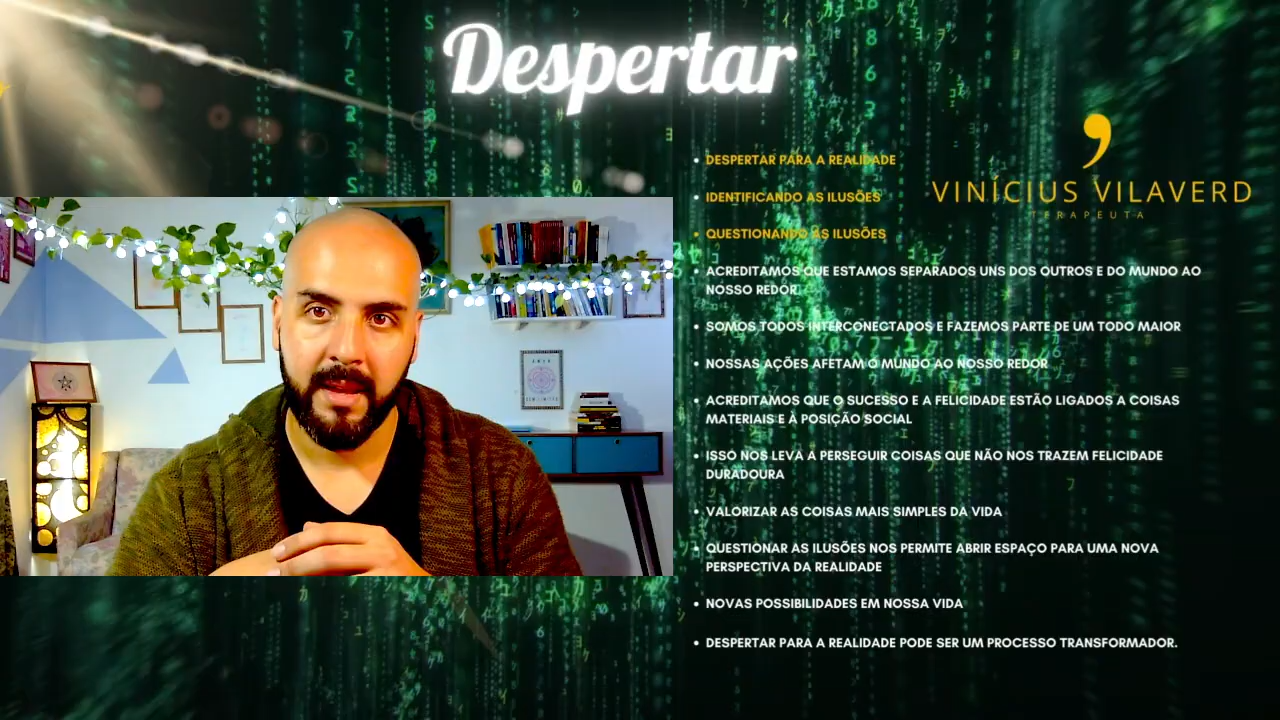 Despertar
VINÍCIUS VILAVERD
TERAPEUTA
• DESPERTAR PARA A REALIDADE
• IDENTIFICANDO AS ILUSÕES
• QUESTIONANDO AS ILUSÕES
• ACREDITAMOS QUE ESTAMOS SEPARADOS UNS DOS OUTROS E DO MUNDO AO
NOSSO REDOR
• SOMOS TODOS INTERCONECTADOS E FAZEMOS PARTE DE UM TODO MAIOR
• NOSSAS AÇÕES AFETAM O MUNDO AO NOSSO REDOR
• ACREDITAMOS QUE O SUCESSO E A FELICIDADE ESTÃO LIGADOS A COISAS
MATERIAIS E À POSIÇÃO SOCIAL
• ISSO NOS LEVA A PERSEGUIR COISAS QUE NÃO NOS TRAZEM FELICIDADE
DURADOURA
• VALORIZAR AS COISAS MAIS SIMPLES DA VIDA
• QUESTIONAR AS ILUSÕES NOS PERMITE ABRIR ESPAÇO PARA UMA NOVA
PERSPECTIVA DA REALIDADE
• NOVAS POSSIBILIDADES EM NOSSA VIDA
• DESPERTAR PARA A REALIDADE PODE SER UM PROCESSO TRANSFORMADOR.